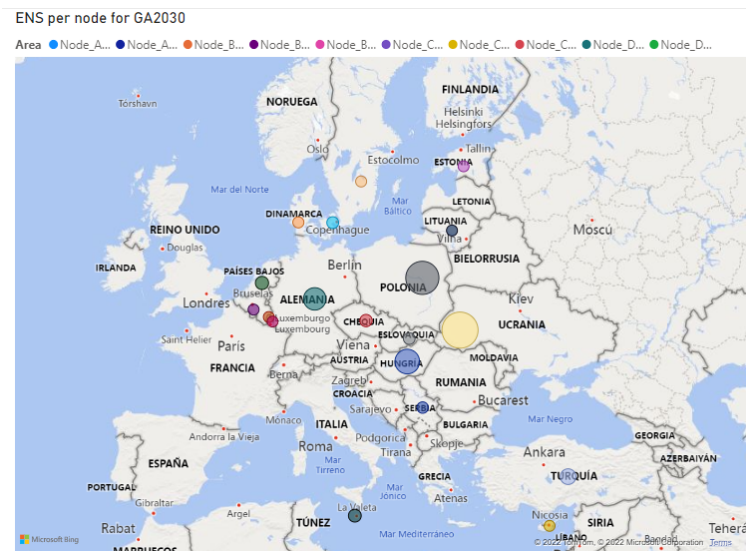 ENS per node for GA2030
Area Node_A... Node_A... Node_B... Node_B... Node_B... Node_C... Node_C... Node_C... Node_D... Node_D...
FINLANDIA
Tórshavn
NORUEGA
Helsinki
Helsingfors
Oslo
Tallin
Estocolmo
ESTONIA
Mar del Norte
Mar
Báltico
LETONIA
DINAMARCA
LITUANIA
Copenhague
REINO UNIDO
Vilna
Moscú
Douglas
BIELORRUSIA
IRLANDA
PAÍSES BAJOS
Berlín
POLONIA
Bruselas
ALEMANIA
Londres
Kiev
Luxemburgo
Luxembourg
CHEQUIA
UCRANIA
Saint Helier
ESLOVAQUIA
París
Viena
MOLDAVIA
AUSTRIA
HUNGRÍA
FRANCIA
Berna
Zagreb
RUMANIA
CROACIA
Bucarest
Sarajevo
SERBIA
Mónaco
ITALIA
BULGARIA
Mar Negro
Andorra la Vieja
Podgorica
GEORGIA
Roma
Skopje
Tirana
Ankara
AZERBAIYÁN
ESPAÑA
Mar
Tirreno
TURQUÍA
PORTUGAL
Mar
Jónico
GRECIA
Atenas
Gibraltar
La Valeta
Nicosia
Argel
SIRIA
Rabat
TÚNEZ
Teherá
Mar Mediterráneo
LÍBANO
Bagdad
Microsoft Bing
© 2022 TomTom, © 2022 Microsoft Corporation Terms
MARRUECOS